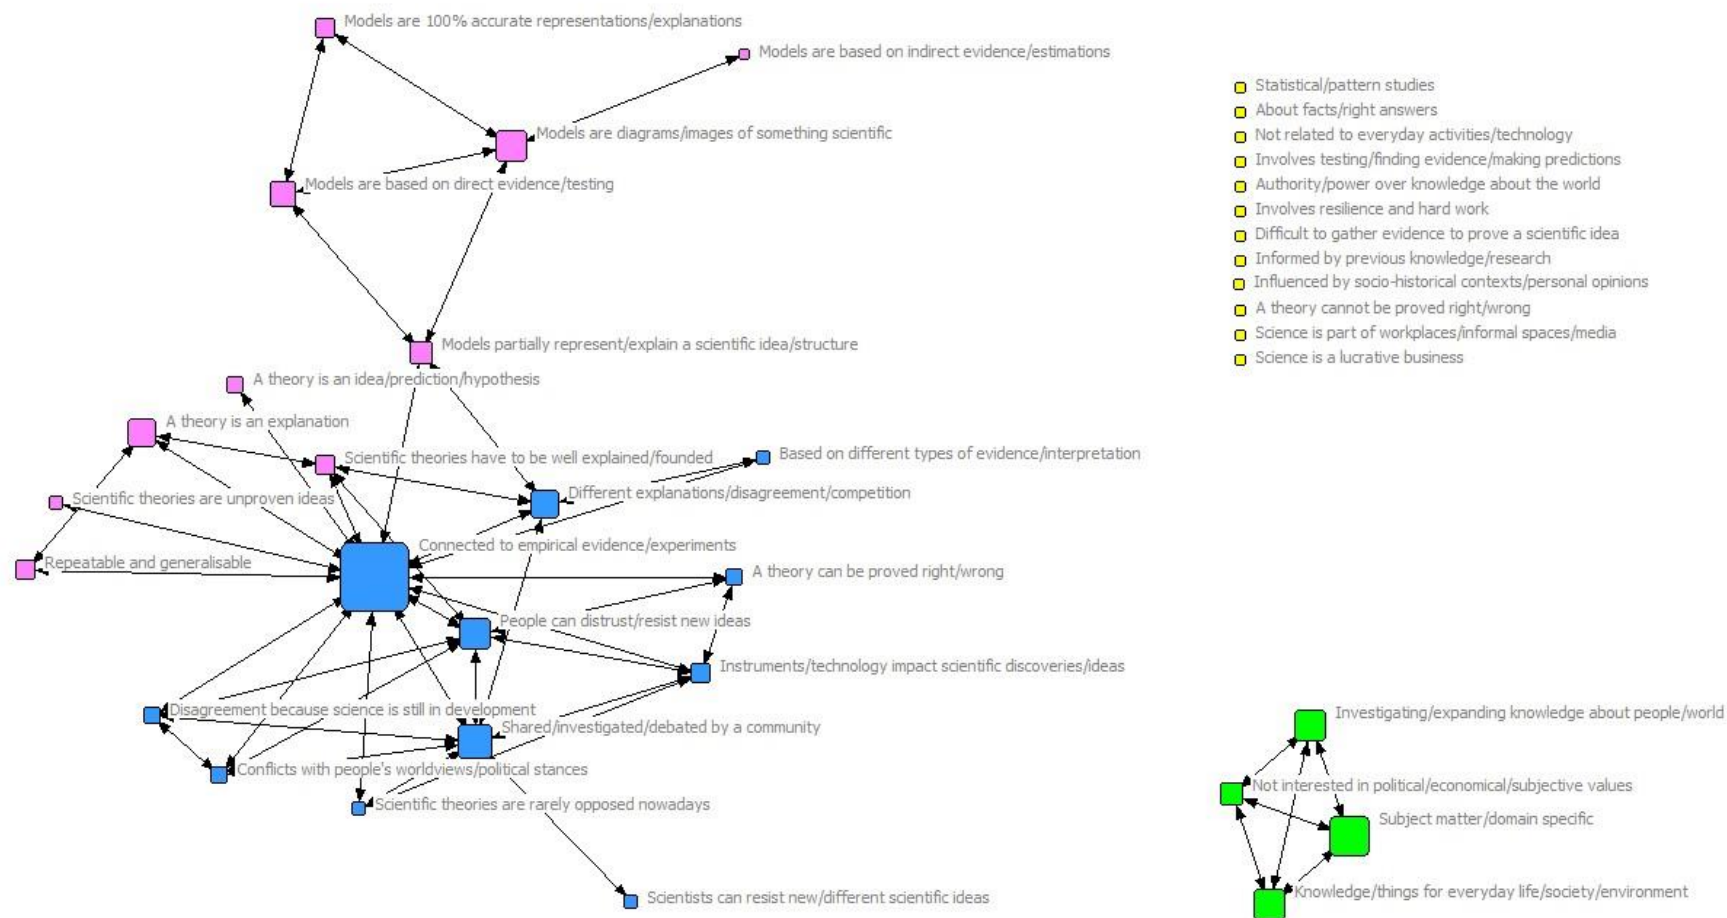 Models are 100% accurate representations/explanations
Models are based on indirect evidence/estimations
Models are diagrams/images of something scientific
Models are based on direct evidence/testing
Models partially represent/explain a scientific idea/structure
A theory is an idea/prediction/hypothesis
A theory is an explanation
Scientific theories have to be well explained/founded
Based on different types of evidence/interpretation
Scientific theories are unproven ideas
Different explanations/disagreement/competition
Connected to empirical evidence/experiments
Repeatable and generalisable
A theory can be proved right/wrong
People can distrust/resist new ideas
Instruments/technology impact scientific discoveries/ideas
Disagreement because science is still in development
Shared/investigated/debated by a community
Conflicts with people's worldviews/political stances
Scientific theories are rarely opposed nowadays
Scientists can resist new/different scientific ideas
Statistical/pattern studies
About facts/right answers
Not related to everyday activities/technology
Involves testing/finding evidence/making predictions
Authority/power over knowledge about the world
Involves resilience and hard work
Difficult to gather evidence to prove a scientific idea
Informed by previous knowledge/research
Influenced by socio-historical contexts/personal opinions
A theory cannot be proved right/wrong
Science is part of workplaces/informal spaces/media
Science is a lucrative business
Investigating/expanding knowledge about people/world
Not interested in political/economical/subjective values
Subject matter/domain specific
Knowledge/things for everyday life/society/environment